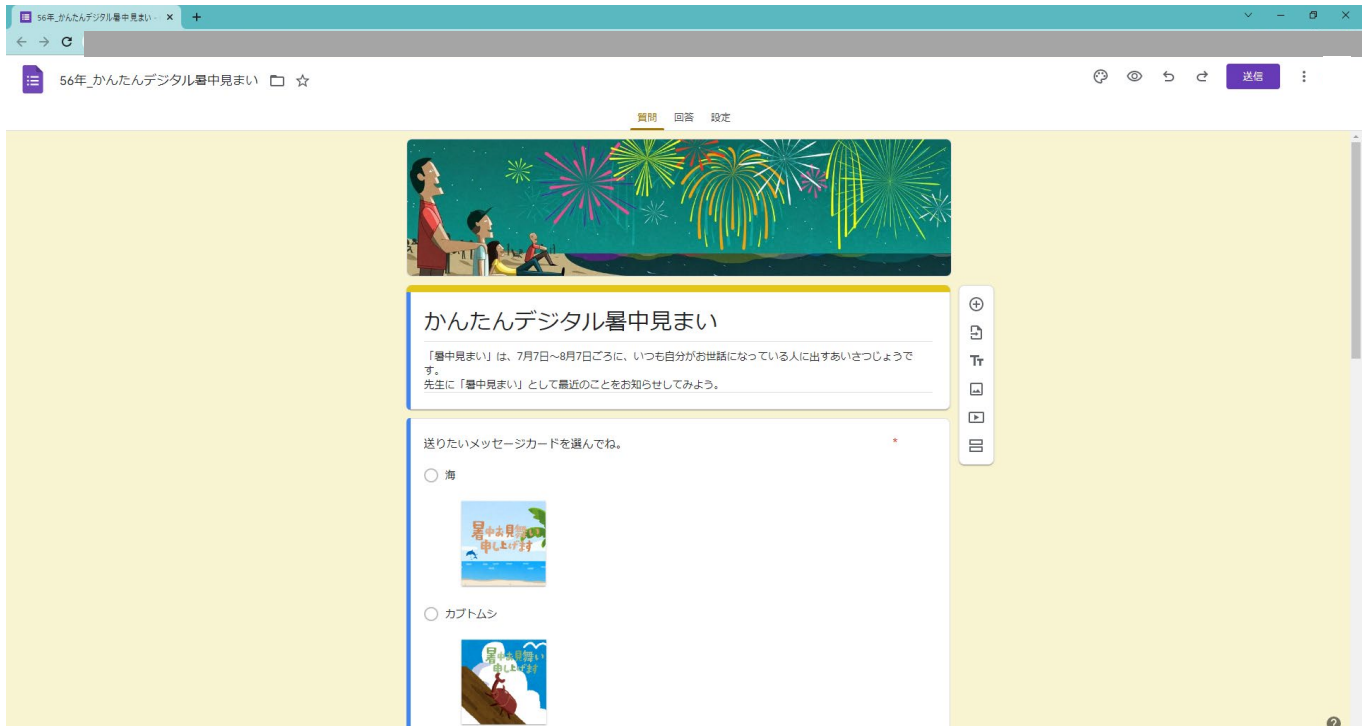 56年_かんたんデジタル暑中見まい -
56年_かんたんデジタル暑中見まい
送信
質問 回答 設定
かんたんデジタル暑中見まい
「暑中見まい」は、7月7日～8月7日ごろに、いつも自分がお世話になっている人に出すあいさつじょうで
す。
先生に「暑中見まい」として最近のことをお知らせしてみよう。
送りたいメッセージカードを選んでね。 *
海
暑中お見舞い
申し上げます
カブトムシ
暑中お見舞い
申し上げます